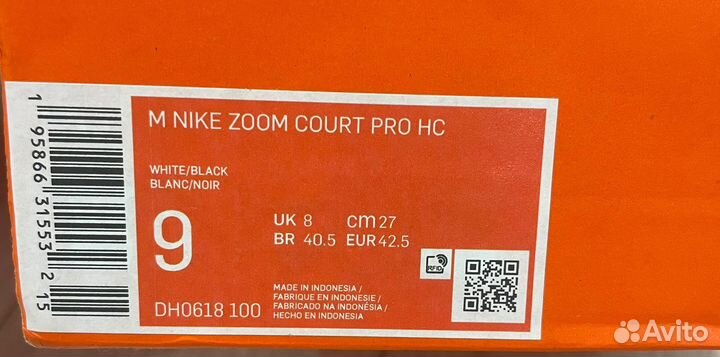 M NIKE ZOOM COURT PRO HC
WHITE/BLACK
BLANC/NOIR
9
UK 8 cm 27
BR 40.5 EUR 42.5
RFID
DH0618 100
MADE IN INDONESIA /
FABRIQUE EN INDONESIE /
FABRICADO NA INDONÉSIA /
HECHO EN INDONESIA
1 95866 31553 2 15
Avito